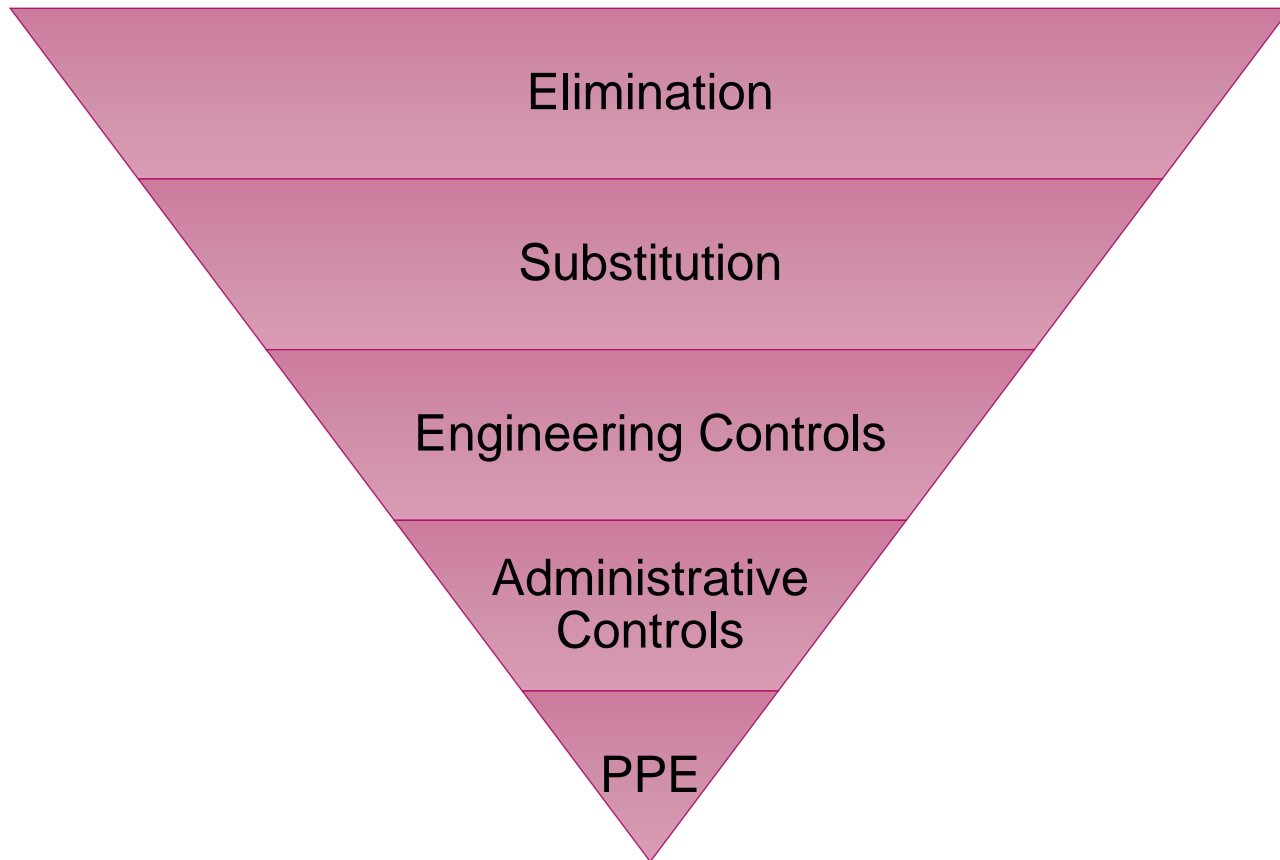 Elimination
Substitution
Engineering Controls
Administrative
Controls
PPE